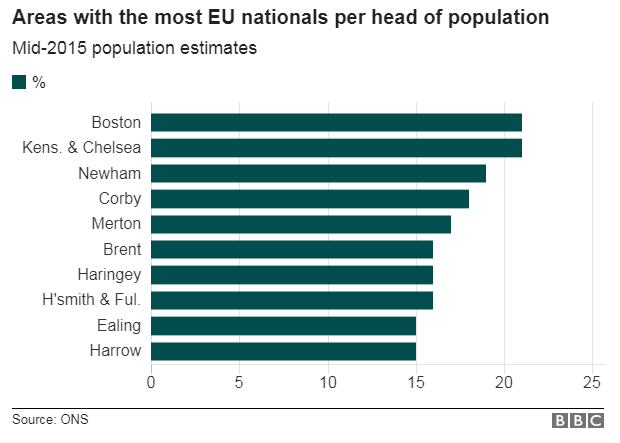 Areas with the most EU nationals per head of population
Mid-2015 population estimates
%
Boston
Kens. & Chelsea
Newham
Corby
Merton
Brent
Haringey
H'smith & Ful.
Ealing
Harrow
0 5 10 15 20 25
Source: ONS BBC